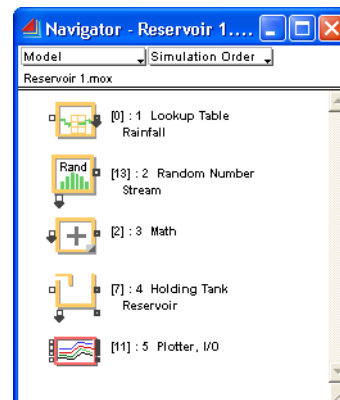 Navigator - Reservoir 1....
Model Simulation Order
Reservoir 1.mox
[0] : 1 Lookup Table
Rainfall
Rand
[13] : 2 Random Number
Stream
[2] : 3 Math
[7] : 4 Holding Tank
Reservoir
[11] : 5 Plotter, I/O